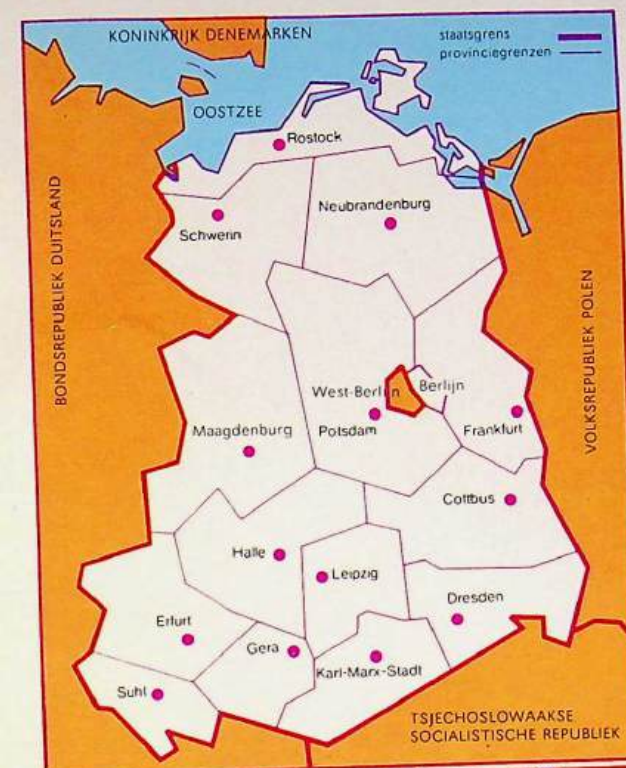 KONINKRIJK DENEMARKEN
staatsgrens
provinciegrenzen
OOSTZEE
Rostock
Neubrandenburg
Schwerin
BONDSREPUBLIEK DUITSLAND
VOLKSREPUBLIEK POLEN
West-Berlijn
Berlijn
Maagdenburg
Potsdam
Frankfurt
Cottbus
Halle
Leipzig
Dresden
Erfurt
Gera
Karl-Marx-Stadt
Suhl
TSJECHOSLOWAAKSE
SOCIALISTISCHE REPUBLIEK